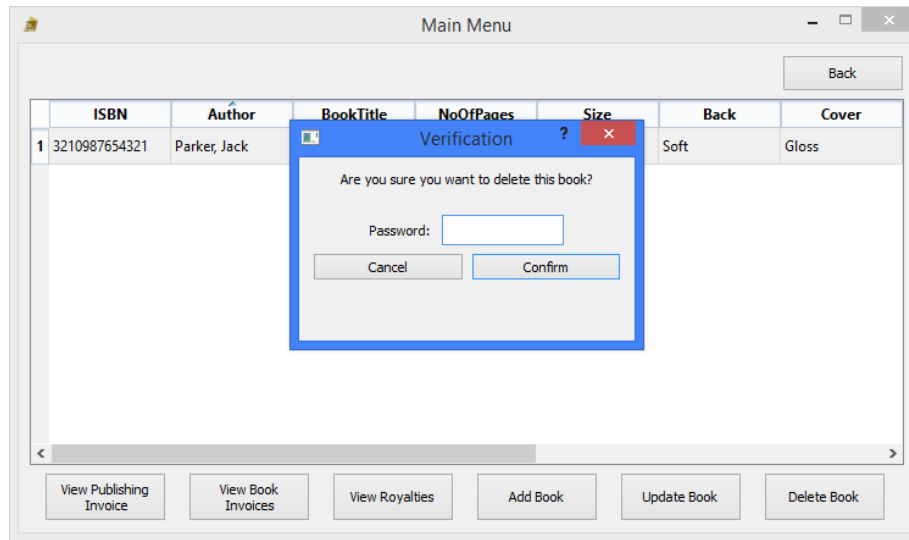 Main Menu
Back
ISBN Author BookTitle NoOfPages Size Back Cover
1 3210987654321 Parker, Jack Soft Gloss
Verification ?
Are you sure you want to delete this book?
Password:
Cancel Confirm
View Publishing Invoice View Book Invoices View Royalties Add Book Update Book Delete Book